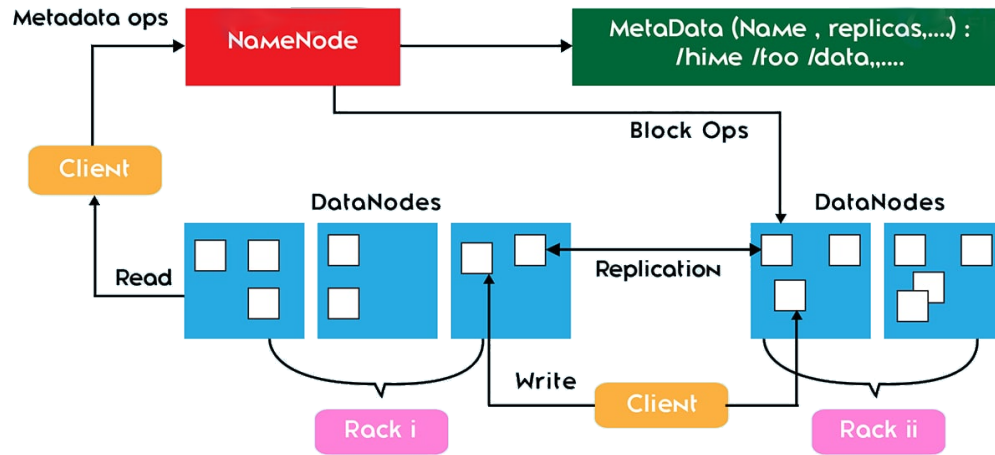 Metadata ops
NameNode
MetaData (Name , replicas,....) :
/hime /foo /data,,....
Block Ops
Client
DataNodes
DataNodes
Read
Replication
Write
Client
Rack i
Rack ii